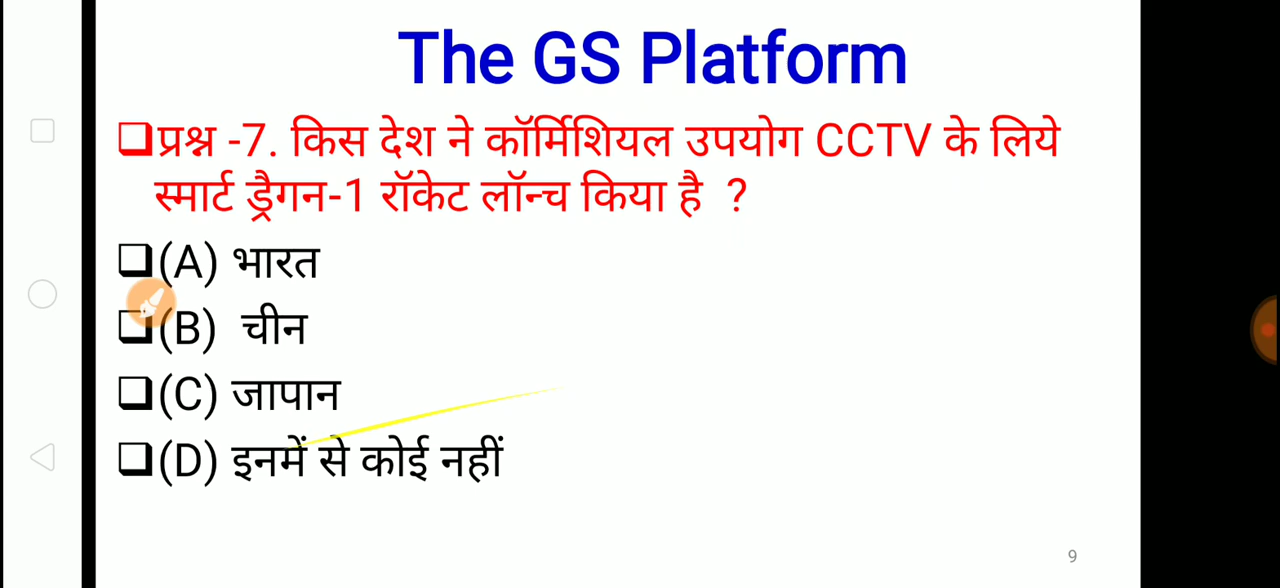 The GS Platform
❑प्रश्न -7. किस देश ने कॉर्मिशियल उपयोग CCTV के लिये
स्मार्ट ड्रैगन-1 रॉकेट लॉन्च किया है ?
❑(A) भारत
❑(B) चीन
❑(C) जापान
❑(D) इनमें से कोई नहीं
9